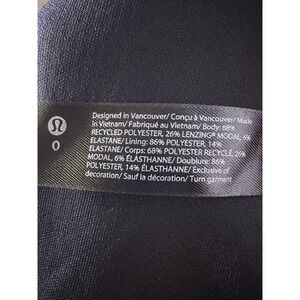 Designed in Vancouver/ Conçu à Vancouver/ Made
In Vietnam/ Fabriqué au Vietnam/ Body: 68%
RECYCLED POLYESTER, 26% LENZING® MODAL, 6%
ELASTANE/ Lining: 86% POLYESTER, 14%
ELASTANE/ Corps: 68% POLYESTER RECYCLÉ, 26%
MODAL, 6% ÉLASTHANNE/ Doublure: 86%
POLYESTER, 14% ÉLASTHANNE/ Exclusive of
decoration/ Sauf la décoration/ Turn garment
0